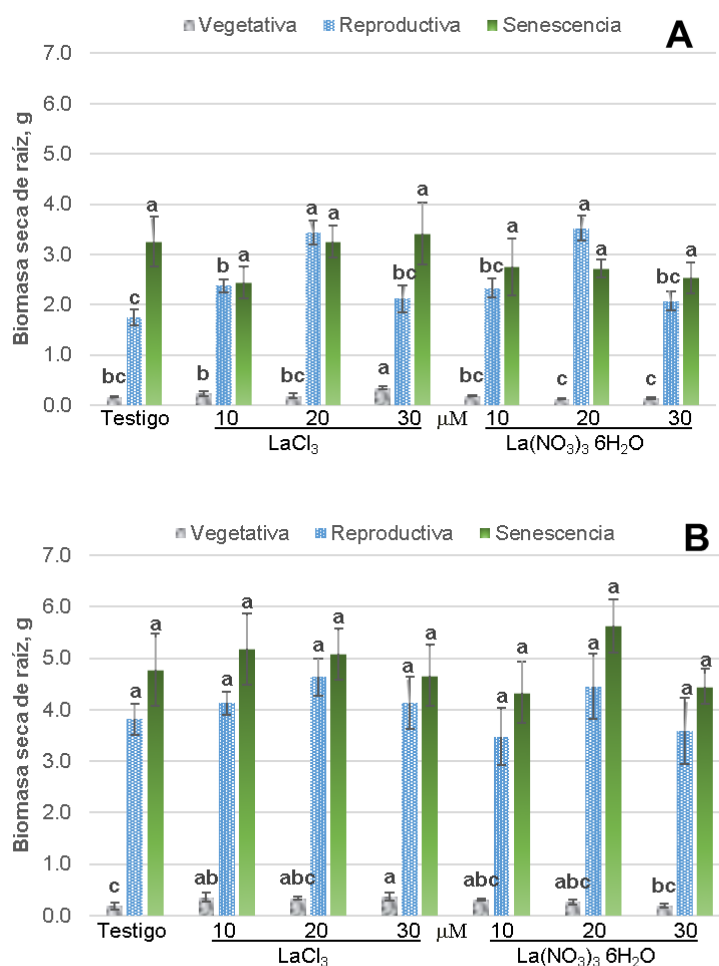 Vegetativa Reproductiva Senescencia
A
7.0
6.0
5.0
4.0
3.0
2.0
1.0
0.0
Biomasa seca de raíz, g
bc c a
b b a
bc a a
a bc a
bc bc a
c a a
c bc a
Testigo 10 20 30 μM 10 20 30
LaCl₃ La(NO₃)₃ 6H₂O
Vegetativa Reproductiva Senescencia
B
7.0
6.0
5.0
4.0
3.0
2.0
1.0
0.0
Biomasa seca de raíz, g
c a a
ab a a
abc a a
a a a
abc a a
abc a a
bc a a
Testigo 10 20 30 μM 10 20 30
LaCl₃ La(NO₃)₃ 6H₂O